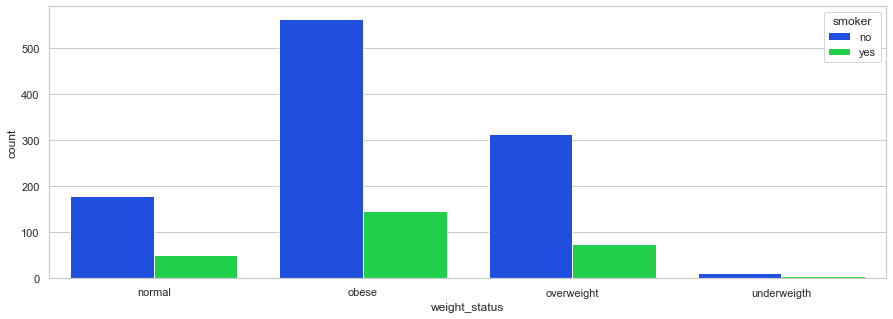 smoker
no
yes
500
400
300
200
100
0
count
normal obese overweight underweigth
weight_status